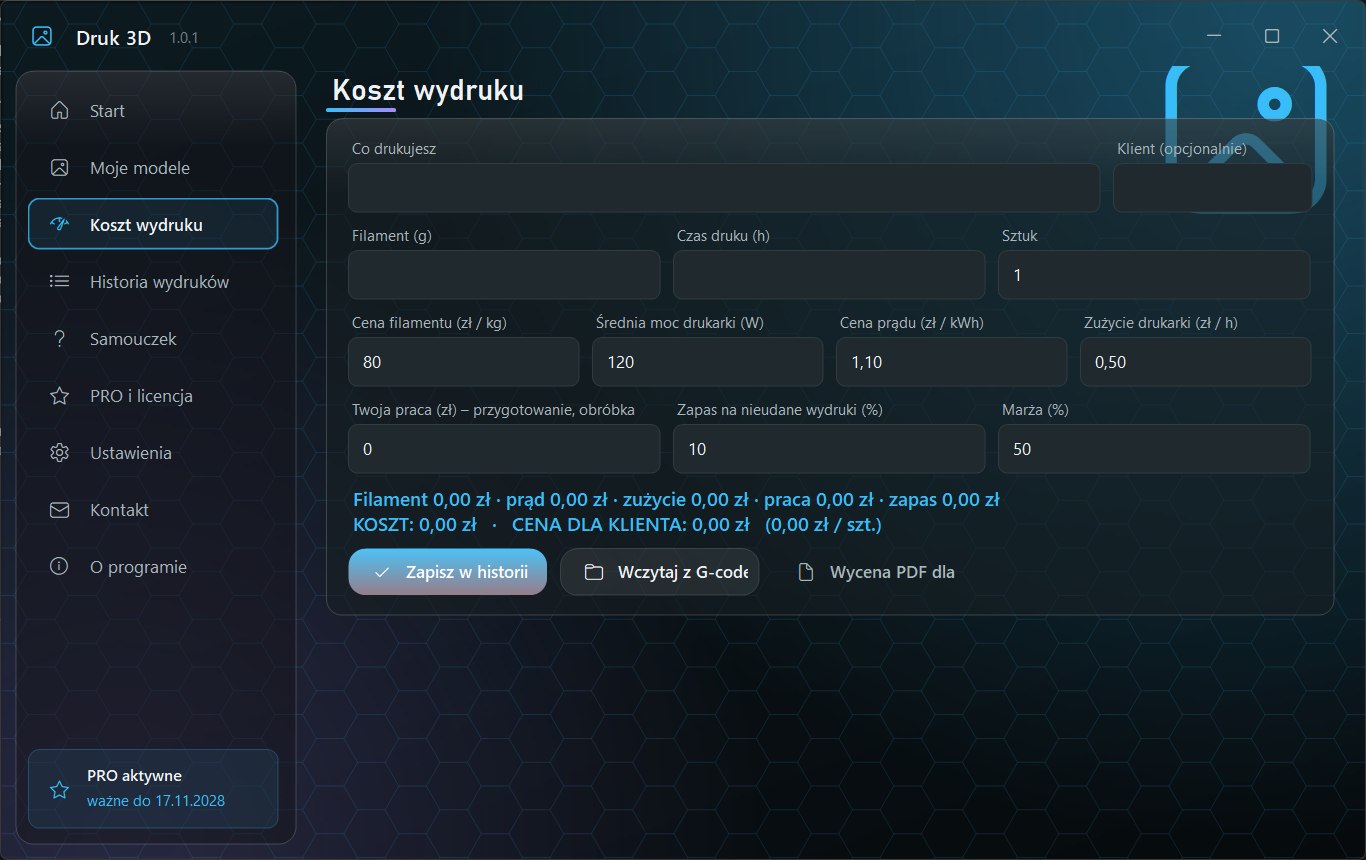 Druk 3D 1.0.1
Start
Moje modele
Koszt wydruku
Historia wydruków
Samouczek
PRO i licencja
Ustawienia
Kontakt
O programie
PRO aktywne
ważne do 17.11.2028
Koszt wydruku
Co drukujesz Klient (opcjonalnie)
Filament (g) Czas druku (h) Sztuk
1
Cena filamentu (zł / kg) Średnia moc drukarki (W) Cena prądu (zł / kWh) Zużycie drukarki (zł / h)
80 120 1,10 0,50
Twoja praca (zł) – przygotowanie, obróbka Zapas na nieudane wydruki (%) Marża (%)
0 10 50
Filament 0,00 zł · prąd 0,00 zł · zużycie 0,00 zł · praca 0,00 zł · zapas 0,00 zł
KOSZT: 0,00 zł · CENA DLA KLIENTA: 0,00 zł (0,00 zł / szt.)
Zapisz w historii Wczytaj z G-code Wycena PDF dla